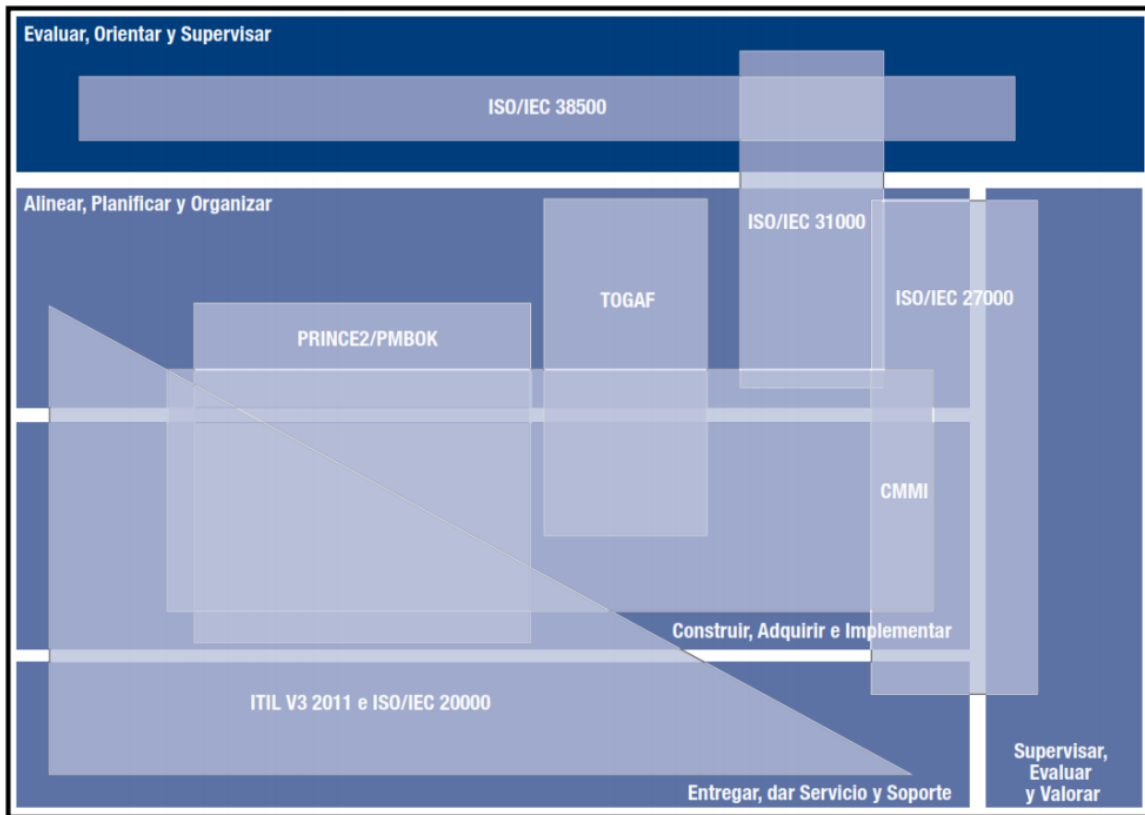 Evaluar, Orientar y Supervisar
ISO/IEC 38500
Alinear, Planificar y Organizar
ISO/IEC 31000
TOGAF
ISO/IEC 27000
PRINCE2/PMBOK
CMMI
Construir, Adquirir e Implementar
ITIL V3 2011 e ISO/IEC 20000
Entregar, dar Servicio y Soporte
Supervisar,
Evaluar
y Valorar